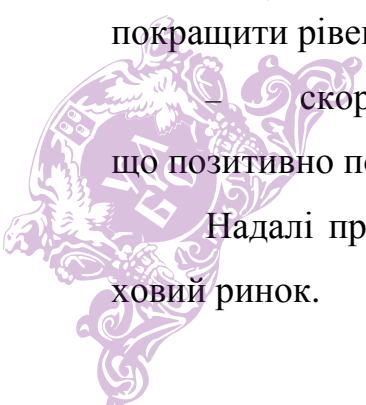 покращити рівен
– скор
що позитивно по
Надалі пр
ховий ринок.